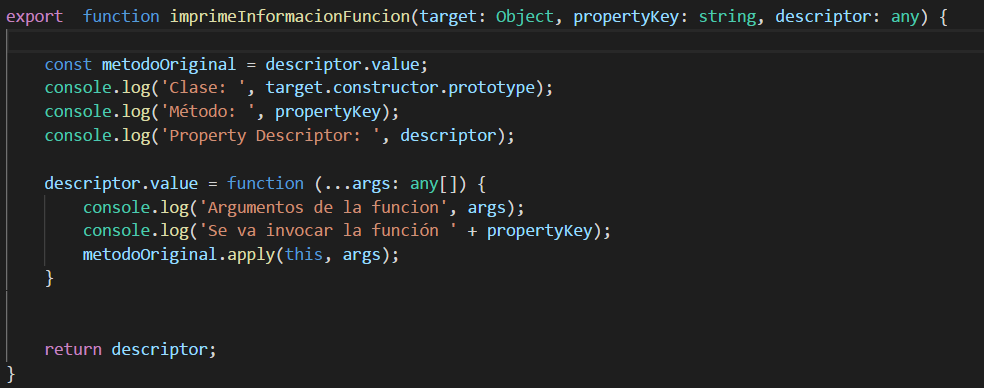 export  function imprimeInformacionFuncion(target: Object, propertyKey: string, descriptor: any) {
const metodoOriginal = descriptor.value;
console.log('Clase: ', target.constructor.prototype);
console.log('Método: ', propertyKey);
console.log('Property Descriptor: ', descriptor);
descriptor.value = function (...args: any[]) {
console.log('Argumentos de la funcion', args);
console.log('Se va invocar la función ' + propertyKey);
metodoOriginal.apply(this, args);
}
return descriptor;
}